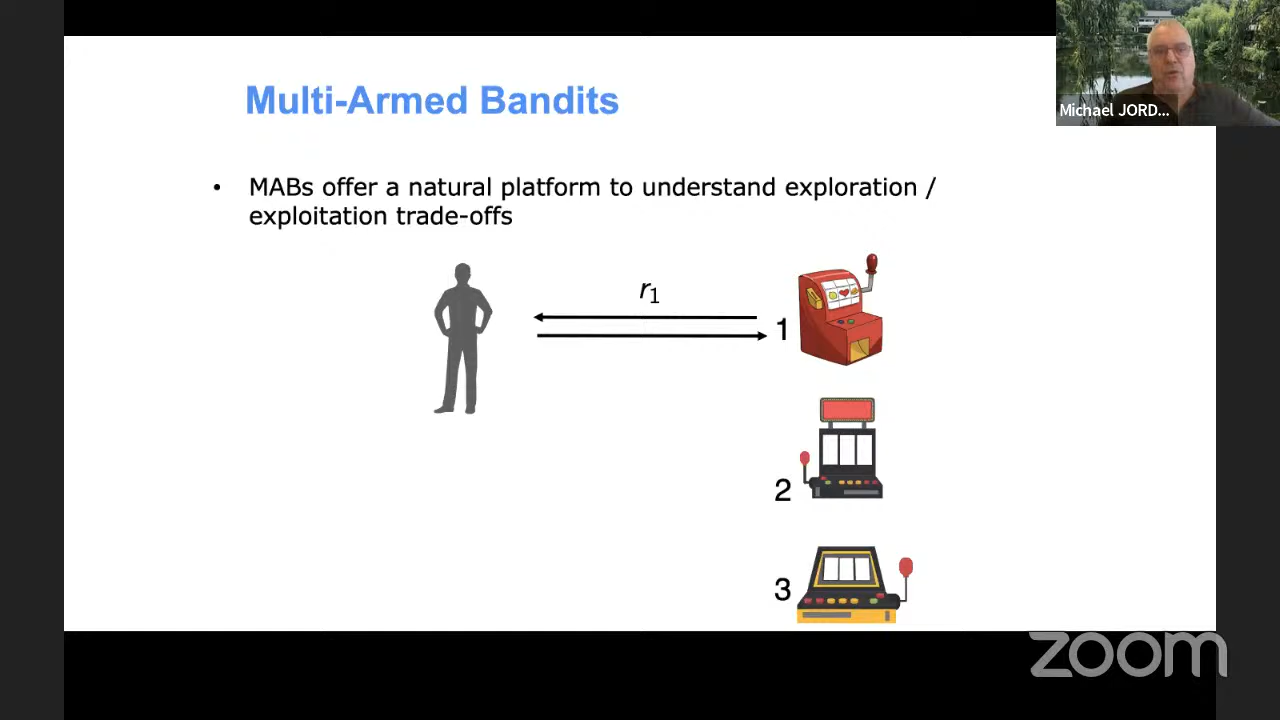 Multi-Armed Bandits
Michael JORD...
• MABs offer a natural platform to understand exploration /
exploitation trade-offs
r1
1
2
3
zoom